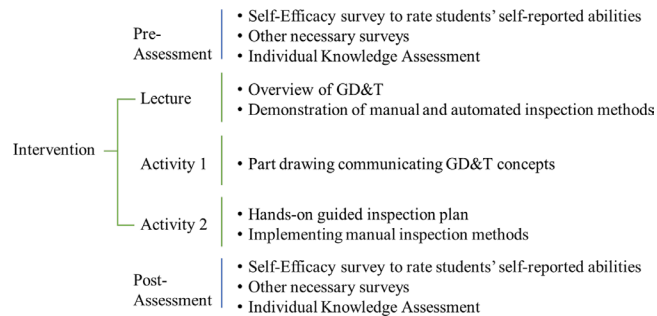 Pre-
Assessment
• Self-Efficacy survey to rate students' self-reported abilities
• Other necessary surveys
• Individual Knowledge Assessment
Intervention
Lecture
• Overview of GD&T
• Demonstration of manual and automated inspection methods
Activity 1
• Part drawing communicating GD&T concepts
Activity 2
• Hands-on guided inspection plan
• Implementing manual inspection methods
Post-
Assessment
• Self-Efficacy survey to rate students' self-reported abilities
• Other necessary surveys
• Individual Knowledge Assessment